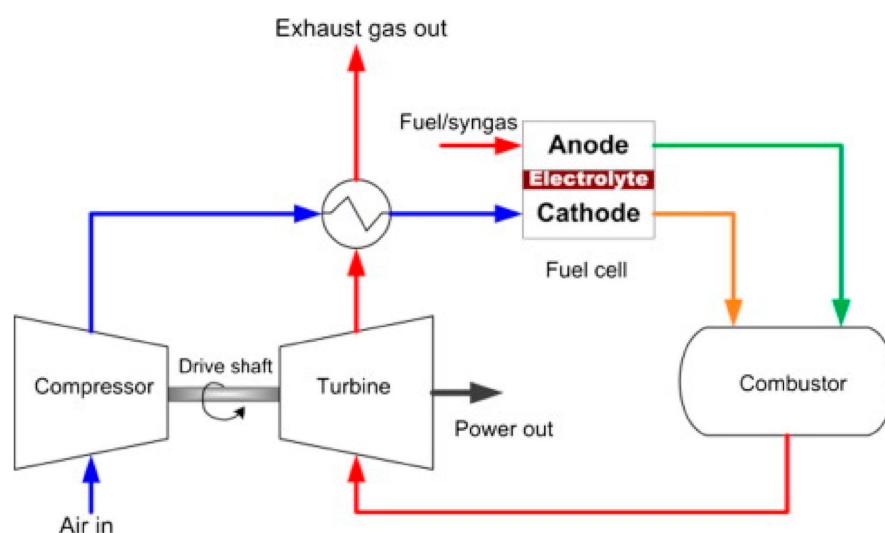 Exhaust gas out
Fuel/syngas
Anode
Electrolyte
Cathode
Fuel cell
Compressor
Drive shaft
Turbine
Combustor
Power out
Air in